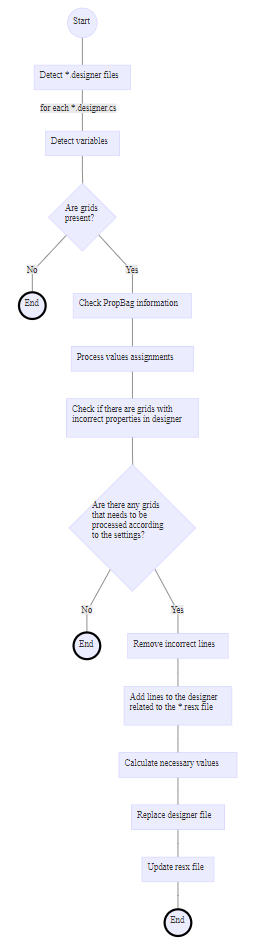 Start
Detect *.designer files
for each *.designer.cs
Detect variables
Are grids
present?
No
Yes
End
Check PropBag information
Process values assignments
Check if there are grids with
incorrect properties in designer
Are there any grids
that needs to be
processed according
to the settings?
No
Yes
End
Remove incorrect lines
Add lines to the designer
related to the *.resx file
Calculate necessary values
Replace designer file
Update resx file
End